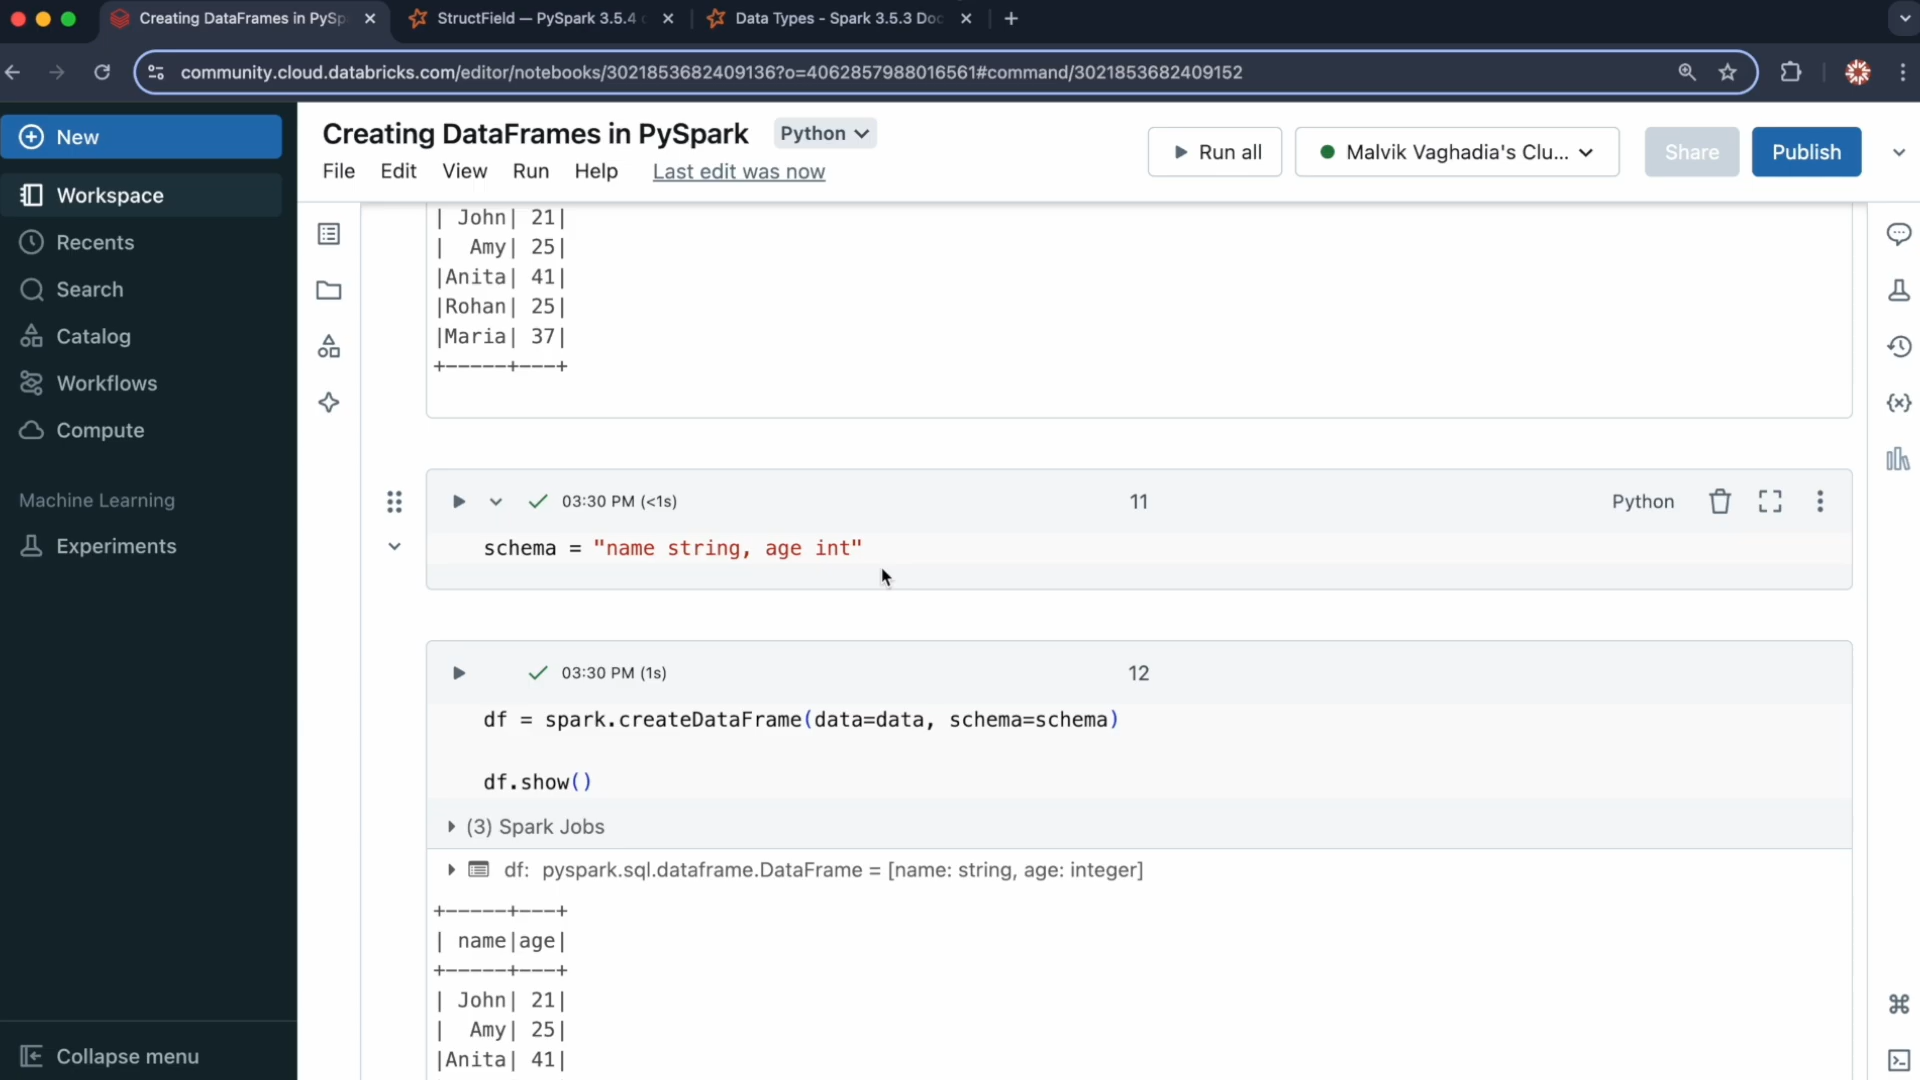 Creating DataFrames in PySp
StructField — PySpark 3.5.4
Data Types - Spark 3.5.3 Doc
community.cloud.databricks.com/editor/notebooks/3021853682409136?o=4062857988016561#command/3021853682409152
New
Workspace
Recents
Search
Catalog
Workflows
Compute
Machine Learning
Experiments
Collapse menu
Creating DataFrames in PySpark
Python
File Edit View Run Help Last edit was now
Run all
Malvik Vaghadia's Clu...
Share
Publish
| John| 21|
|  Amy| 25|
|Anita| 41|
|Rohan| 25|
|Maria| 37|
+-----+---+
03:30 PM (<1s)
11
Python
schema = "name string, age int"
03:30 PM (1s)
12
df = spark.createDataFrame(data=data, schema=schema)
df.show()
(3) Spark Jobs
df: pyspark.sql.dataframe.DataFrame = [name: string, age: integer]
+-----+---+
| name|age|
+-----+---+
| John| 21|
|  Amy| 25|
|Anita| 41|